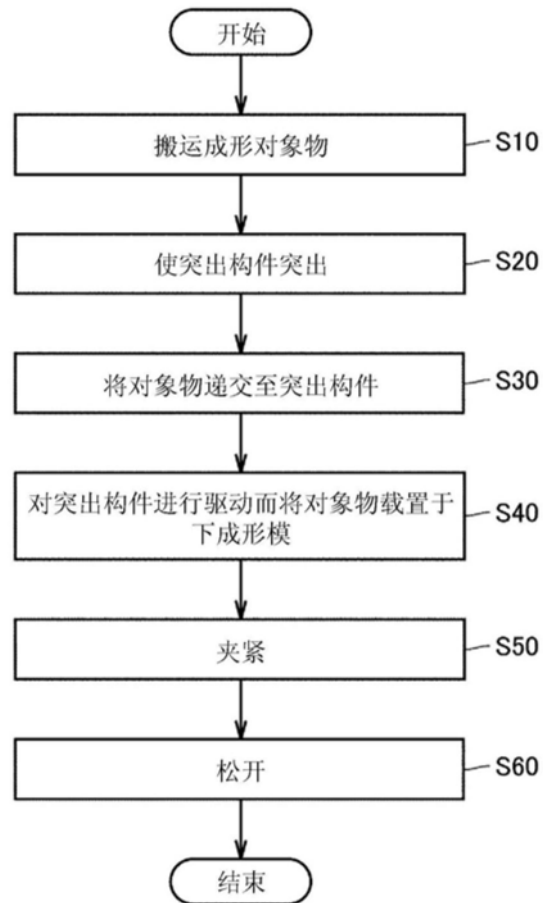 开始
搬运成形对象物
S10
使突出构件突出
S20
将对象物递交至突出构件
S30
对突出构件进行驱动而将对象物载置于
下成形模
S40
夹紧
S50
松开
S60
结束